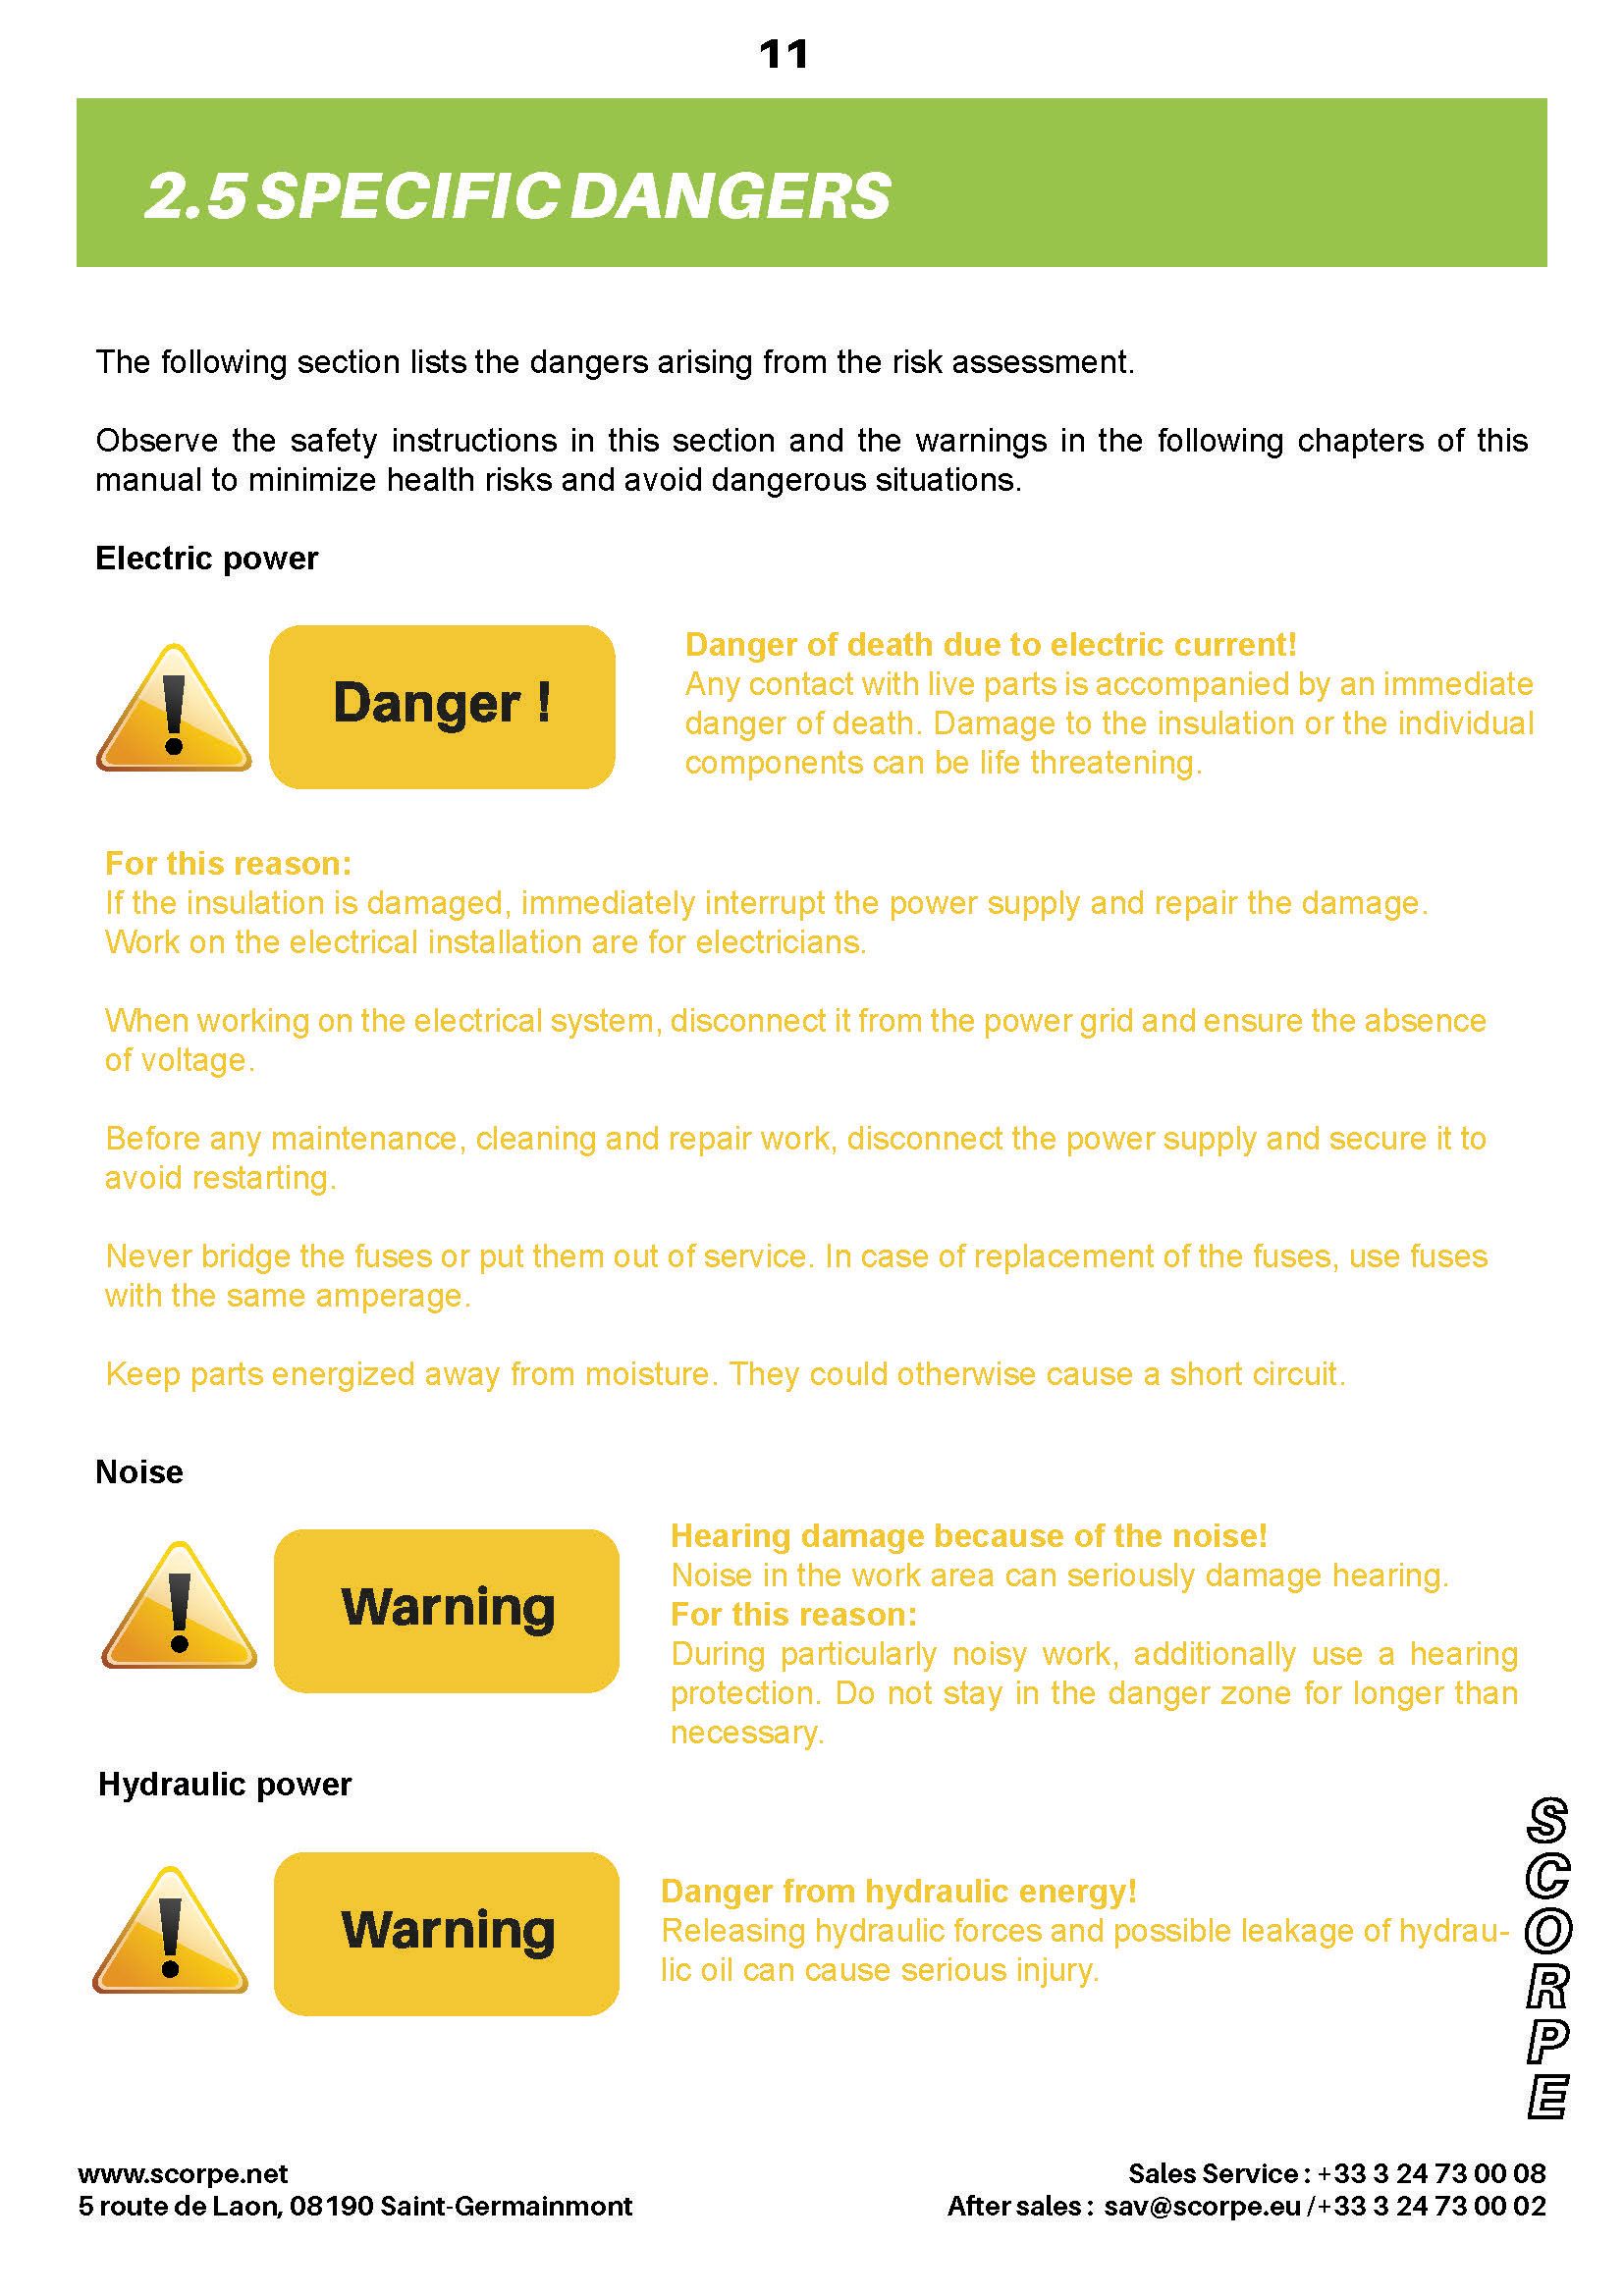 11
2.5 SPECIFIC DANGERS
The following section lists the dangers arising from the risk assessment.
Observe the safety instructions in this section and the warnings in the following chapters of this
manual to minimize health risks and avoid dangerous situations.
Electric power
Danger !
Danger of death due to electric current!
Any contact with live parts is accompanied by an immediate
danger of death. Damage to the insulation or the individual
components can be life threatening.
For this reason:
If the insulation is damaged, immediately interrupt the power supply and repair the damage.
Work on the electrical installation are for electricians.
When working on the electrical system, disconnect it from the power grid and ensure the absence
of voltage.
Before any maintenance, cleaning and repair work, disconnect the power supply and secure it to
avoid restarting.
Never bridge the fuses or put them out of service. In case of replacement of the fuses, use fuses
with the same amperage.
Keep parts energized away from moisture. They could otherwise cause a short circuit.
Noise
Warning
Hearing damage because of the noise!
Noise in the work area can seriously damage hearing.
For this reason:
During particularly noisy work, additionally use a hearing
protection. Do not stay in the danger zone for longer than
necessary.
Hydraulic power
Warning
Danger from hydraulic energy!
Releasing hydraulic forces and possible leakage of hydrau-
lic oil can cause serious injury.
SCORPE
www.scorpe.net
5 route de Laon, 08190 Saint-Germainmont
Sales Service : +33 3 24 73 00 08
After sales : sav@scorpe.eu /+33 3 24 73 00 02